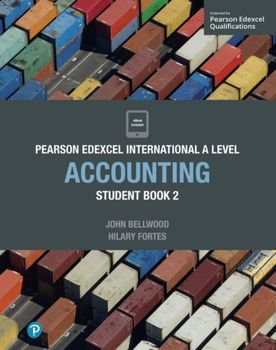 Endorsed for
Pearson Edexcel
Qualifications
eBook
included
PEARSON EDEXCEL INTERNATIONAL A LEVEL
ACCOUNTING
STUDENT BOOK 2
JOHN BELLWOOD
HILARY FORTES
P